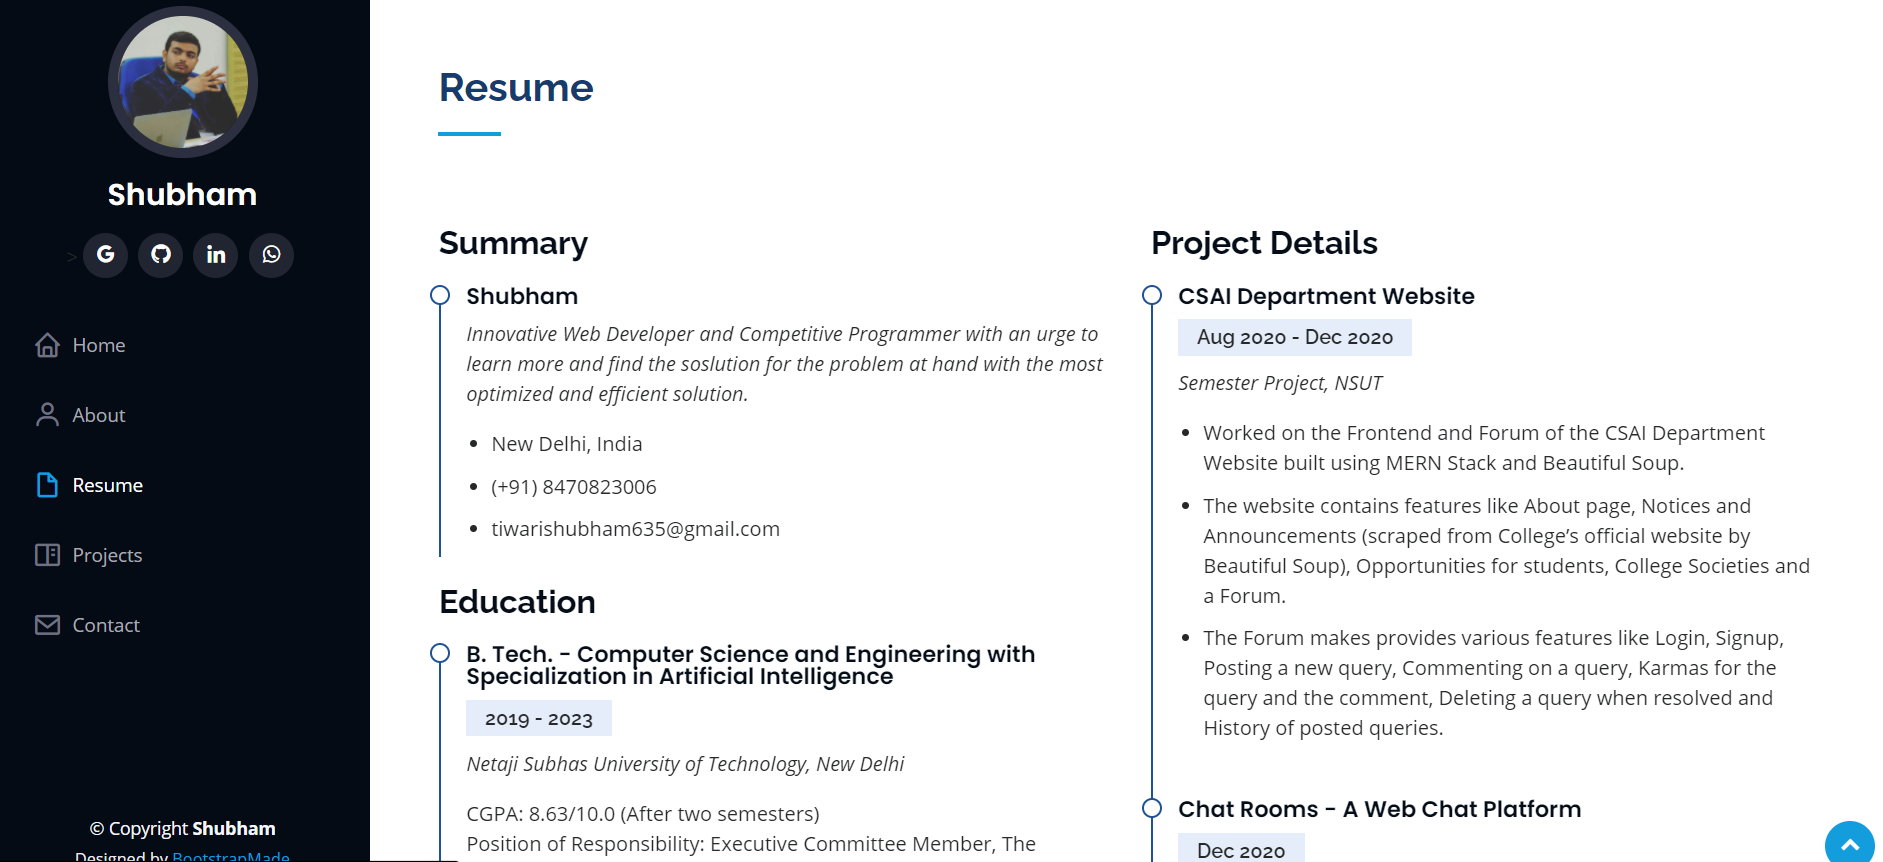 Shubham
>
Home
About
Resume
Projects
Contact
© Copyright Shubham
Designed by BootstrapMade
Resume
Summary
Shubham
Innovative Web Developer and Competitive Programmer with an urge to
learn more and find the soslution for the problem at hand with the most
optimized and efficient solution.
New Delhi, India
(+91) 8470823006
tiwarishubham635@gmail.com
Education
B. Tech. - Computer Science and Engineering with
Specialization in Artificial Intelligence
2019 - 2023
Netaji Subhas University of Technology, New Delhi
CGPA: 8.63/10.0 (After two semesters)
Position of Responsibility: Executive Committee Member, The
Project Details
CSAI Department Website
Aug 2020 - Dec 2020
Semester Project, NSUT
Worked on the Frontend and Forum of the CSAI Department
Website built using MERN Stack and Beautiful Soup.
The website contains features like About page, Notices and
Announcements (scraped from College’s official website by
Beautiful Soup), Opportunities for students, College Societies and
a Forum.
The Forum makes provides various features like Login, Signup,
Posting a new query, Commenting on a query, Karmas for the
query and the comment, Deleting a query when resolved and
History of posted queries.
Chat Rooms - A Web Chat Platform
Dec 2020